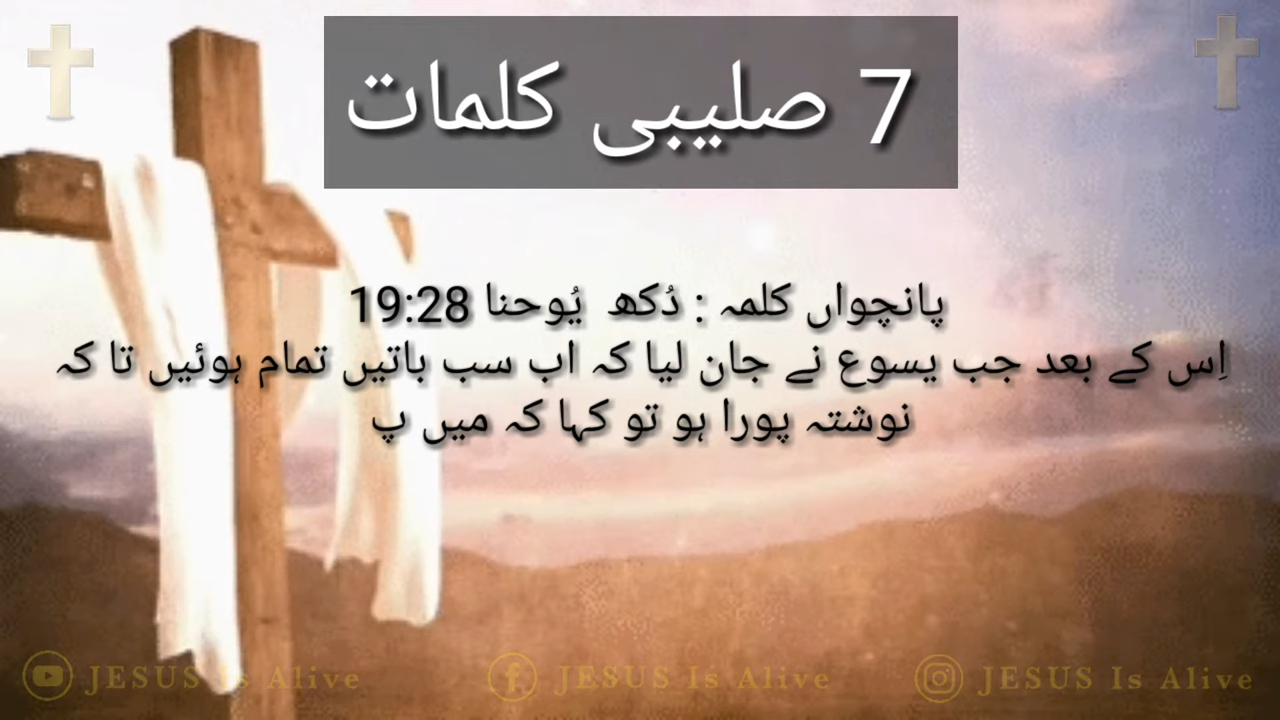 7 صلیبی کلمات
پانچواں کلمہ : دُکھ یُوحنا 19:28
اِس کے بعد جب یسوع نے جان لیا کہ اب سب باتیں تمام ہوئیں تا کہ
نوشتہ پورا ہو تو کہا کہ میں پ
JESUS Is Alive JESUS Is Alive JESUS Is Alive